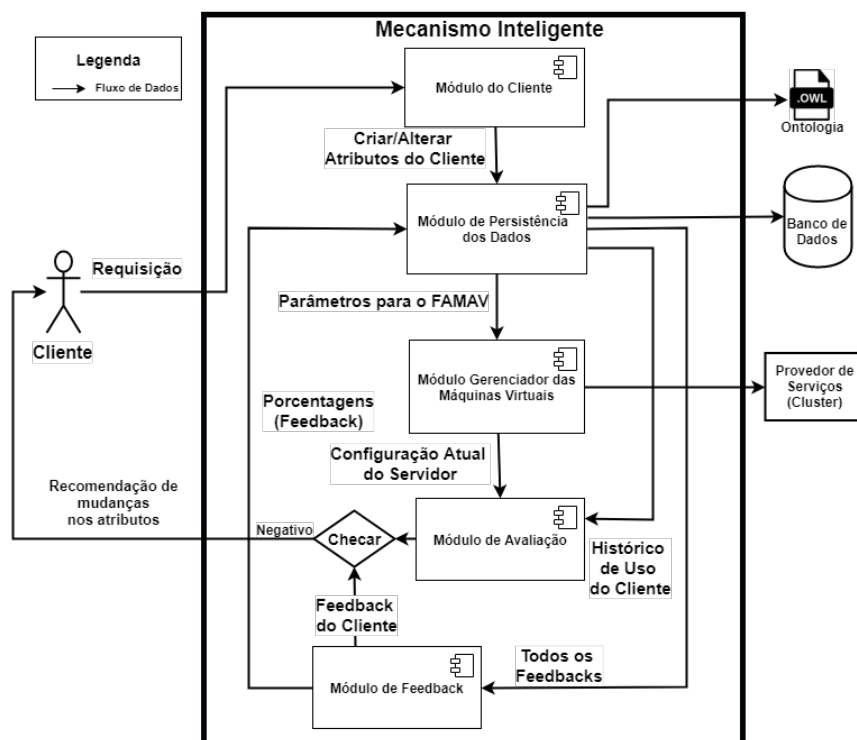 Mecanismo Inteligente
Legenda
Fluxo de Dados
Módulo do Cliente
.OWL
Ontologia
Criar/Alterar
Atributos do Cliente
Módulo de Persistência
dos Dados
Banco de
Dados
Requisição
Cliente
Parâmetros para o FAMAV
Módulo Gerenciador das
Máquinas Virtuais
Provedor de
Serviços
(Cluster)
Porcentagens
(Feedback)
Configuração Atual
do Servidor
Recomendação de
mudanças
nos atributos
Negativo
Checar
Módulo de Avaliação
Histórico
de Uso
do Cliente
Feedback
do Cliente
Todos os
Feedbacks
Módulo de Feedback